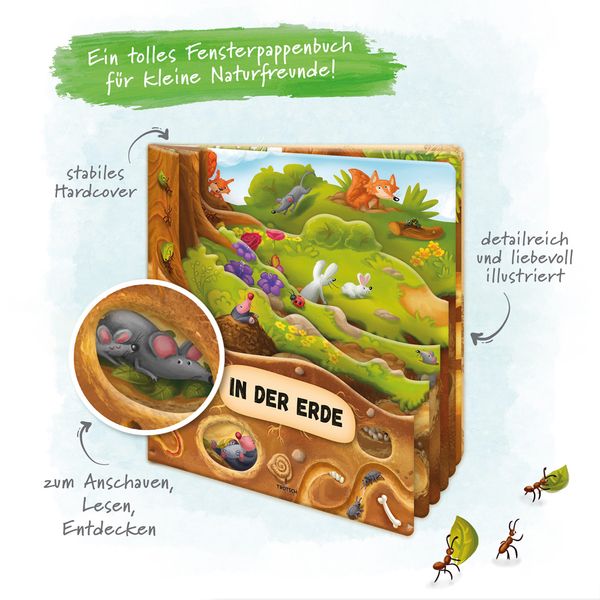 Ein tolles Fensterpappenbuch
für kleine Naturfreunde!
stabiles
Hardcover
detailreich
und liebevoll
illustriert
IN DER ERDE
TRÖTSCH
zum Anschauen,
Lesen,
Entdecken